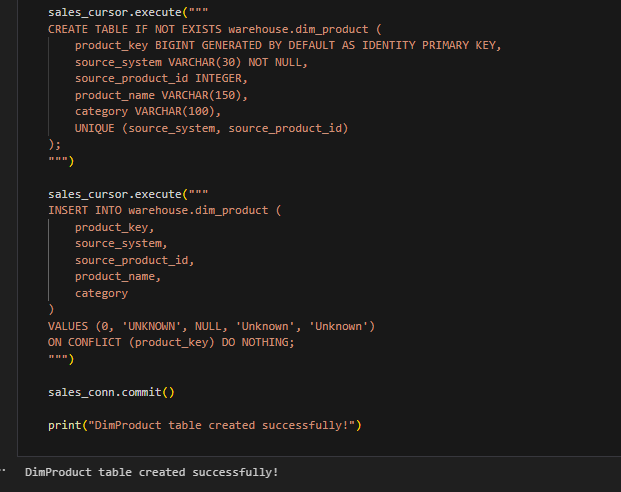 sales_cursor.execute("""
CREATE TABLE IF NOT EXISTS warehouse.dim_product (
    product_key BIGINT GENERATED BY DEFAULT AS IDENTITY PRIMARY KEY,
    source_system VARCHAR(30) NOT NULL,
    source_product_id INTEGER,
    product_name VARCHAR(150),
    category VARCHAR(100),
    UNIQUE (source_system, source_product_id)
);
""")
sales_cursor.execute("""
INSERT INTO warehouse.dim_product (
    product_key,
    source_system,
    source_product_id,
    product_name,
    category
)
VALUES (0, 'UNKNOWN', NULL, 'Unknown', 'Unknown')
ON CONFLICT (product_key) DO NOTHING;
""")
sales_conn.commit()
print("DimProduct table created successfully!")
DimProduct table created successfully!